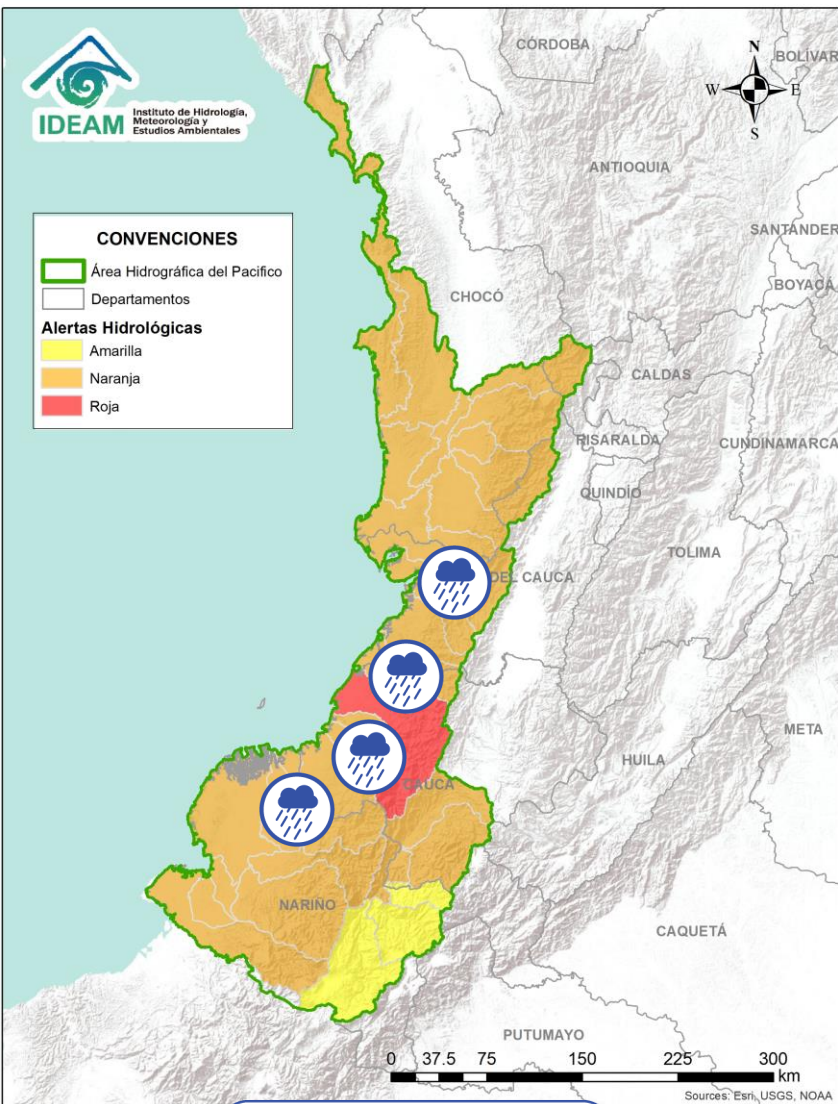 IDEAM
Instituto de Hidrología,
Meteorología y
Estudios Ambientales
CÓRDOBA
BOLÍVAR
N
W
E
S
ANTIOQUIA
SANTANDER
CONVENCIONES
Área Hidrográfica del Pacifico
Departamentos
Alertas Hidrológicas
Amarilla
Naranja
Roja
BOYACÁ
CHOCÓ
CALDAS
RISARALDA
CUNDINAMARCA
QUINDÍO
TOLIMA
DEL CAUCA
META
HUILA
CAUCA
NARIÑO
CAQUETÁ
PUTUMAYO
0 37.5 75 150 225 300
km
Sources: Esri, USGS, NOAA